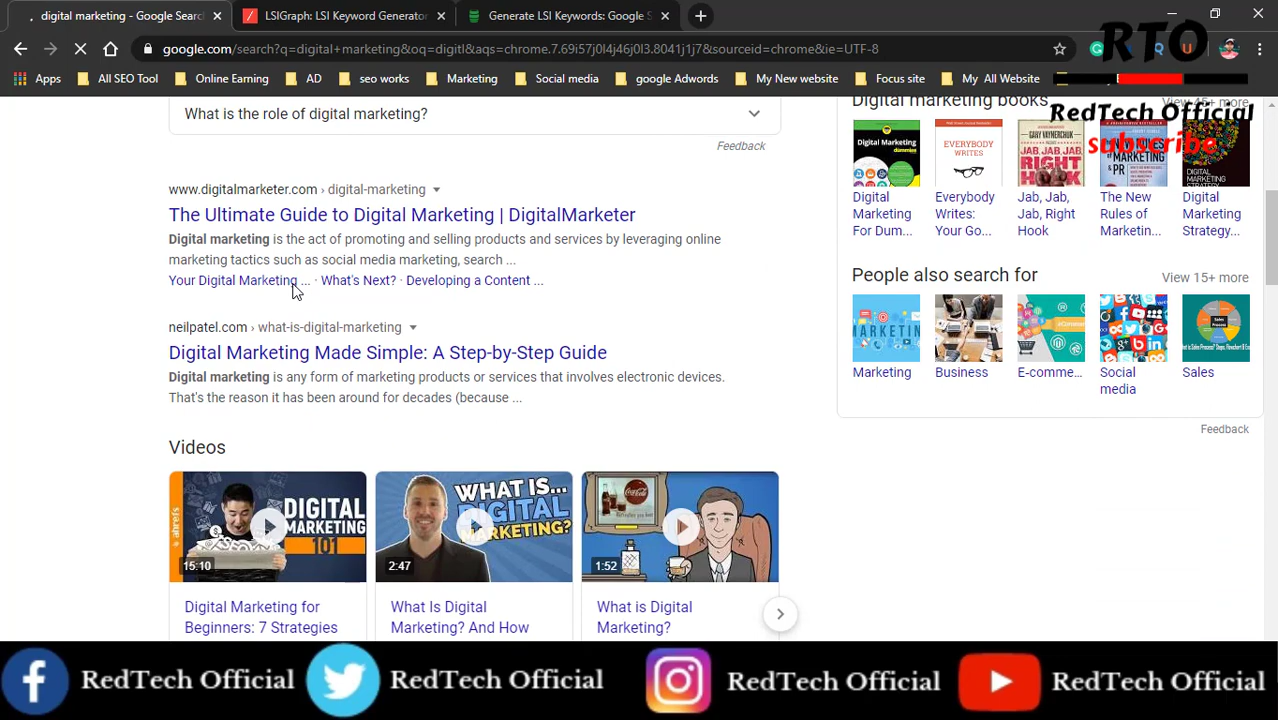 digital marketing - Google Searc
LSIGraph: LSI Keyword Generator
Generate LSI Keywords: Google S
google.com/search?q=digital+marketing&oq=digitl&aqs=chrome.7.69i57j0l4j46j0l3.8041j1j7&sourceid=chrome&ie=UTF-8
Apps
All SEO Tool
Online Earning
AD
seo works
Marketing
Social media
google Adwords
My New website
Focus site
My All Website
RTO
RedTech Official
subscribe
What is the role of digital marketing?
Feedback
www.digitalmarketer.com › digital-marketing
The Ultimate Guide to Digital Marketing | DigitalMarketer
Digital marketing is the act of promoting and selling products and services by leveraging online
marketing tactics such as social media marketing, search ...
Your Digital Marketing ... · What's Next? · Developing a Content ...
neilpatel.com › what-is-digital-marketing
Digital Marketing Made Simple: A Step-by-Step Guide
Digital marketing is any form of marketing products or services that involves electronic devices.
That's the reason it has been around for decades (because ...
Videos
ahrefs
DIGITAL
MARKETING
101
15:10
WHAT IS...
DIGITAL
MARKETING?
2:47
1:52
Digital Marketing for
Beginners: 7 Strategies
What Is Digital
Marketing? And How
What is Digital
Marketing?
Digital marketing books
View 45+ more
Digital
Marketing
For Dum...
Everybody
Writes:
Your Go...
Jab, Jab,
Jab, Right
Hook
The New
Rules of
Marketin...
Digital
Marketing
Strategy...
People also search for
View 15+ more
Marketing
Business
E-comme...
Social
media
Sales
Feedback
RedTech Official
RedTech Official
RedTech Official
RedTech Official